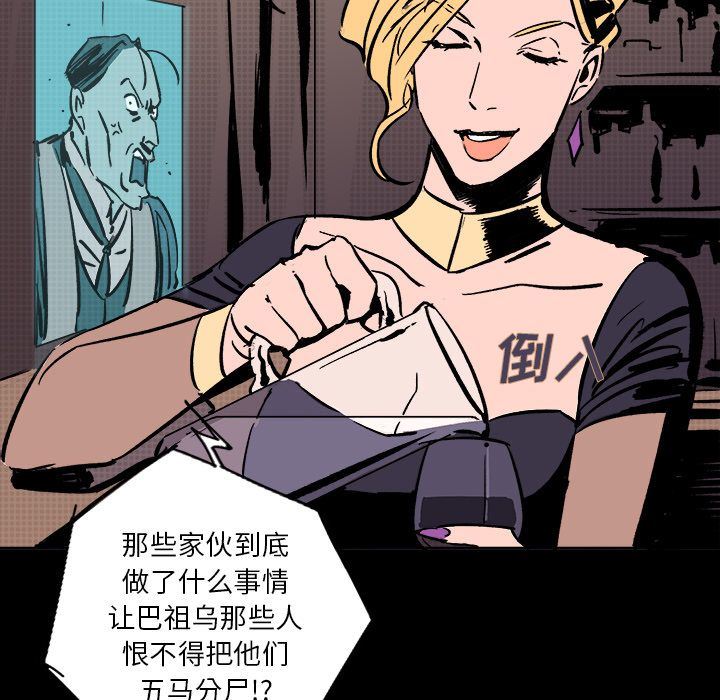 倒入
那些家伙到底
做了什么事情
让巴祖乌那些人
恨不得把他们
五马分尸!?